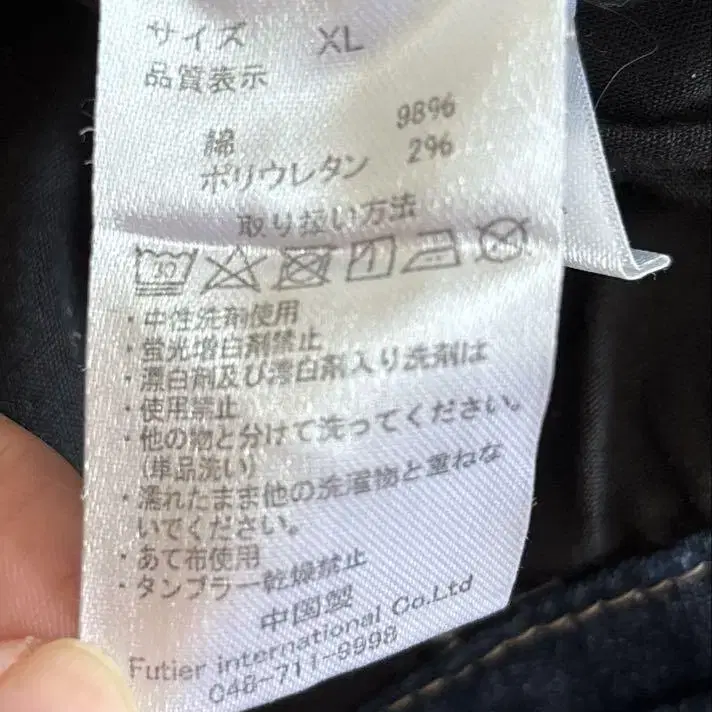 サイズ XL
品質表示
綿 98%
ポリウレタン 2%
取り扱い方法
30
・中性洗剤使用
・蛍光増白剤禁止
・漂白剤及び漂白剤入り洗剤は
・使用禁止
・他の物と分けて洗ってください。
(単品洗い)
・濡れたまま他の洗濯物と重ねな
いでください。
・あて布使用
・タンブラー乾燥禁止
中国製
Futier international Co.Ltd
048-711-9998